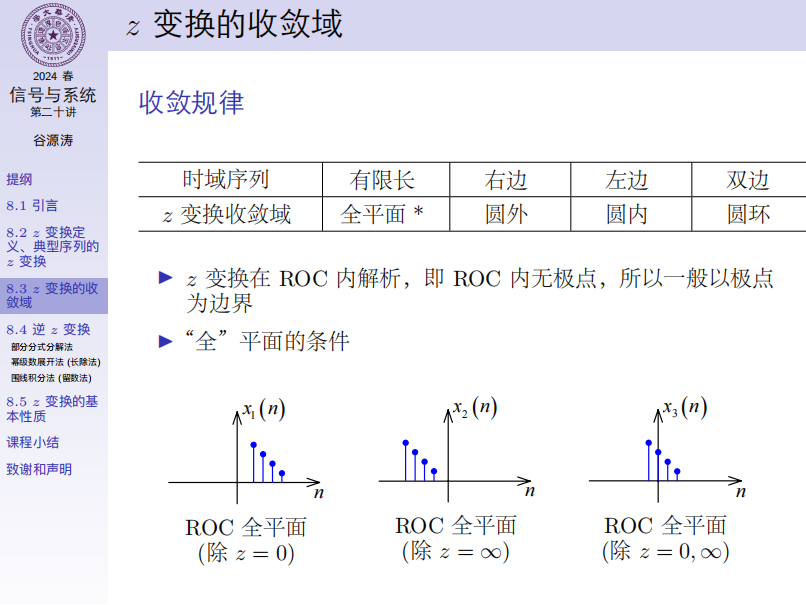 z 变换的收敛域
2024 春
信号与系统
第二十讲
谷源涛
提纲
8.1 引言
8.2 z 变换定
义、典型序列的
z 变换
8.3 z 变换的收
敛域
8.4 逆 z 变换
部分分式分解法
幂级数展开法 (长除法)
围线积分法 (留数法)
8.5 z 变换的基
本性质
课程小结
致谢和声明
收敛规律
时域序列 有限长 右边 左边 双边
z 变换收敛域 全平面 * 圆外 圆内 圆环
▶ z 变换在 ROC 内解析，即 ROC 内无极点，所以一般以极点
为边界
▶ “全”平面的条件
x₁(n) x₂(n) x₃(n)
n n n
ROC 全平面 ROC 全平面 ROC 全平面
(除 z = 0) (除 z = ∞) (除 z = 0, ∞)